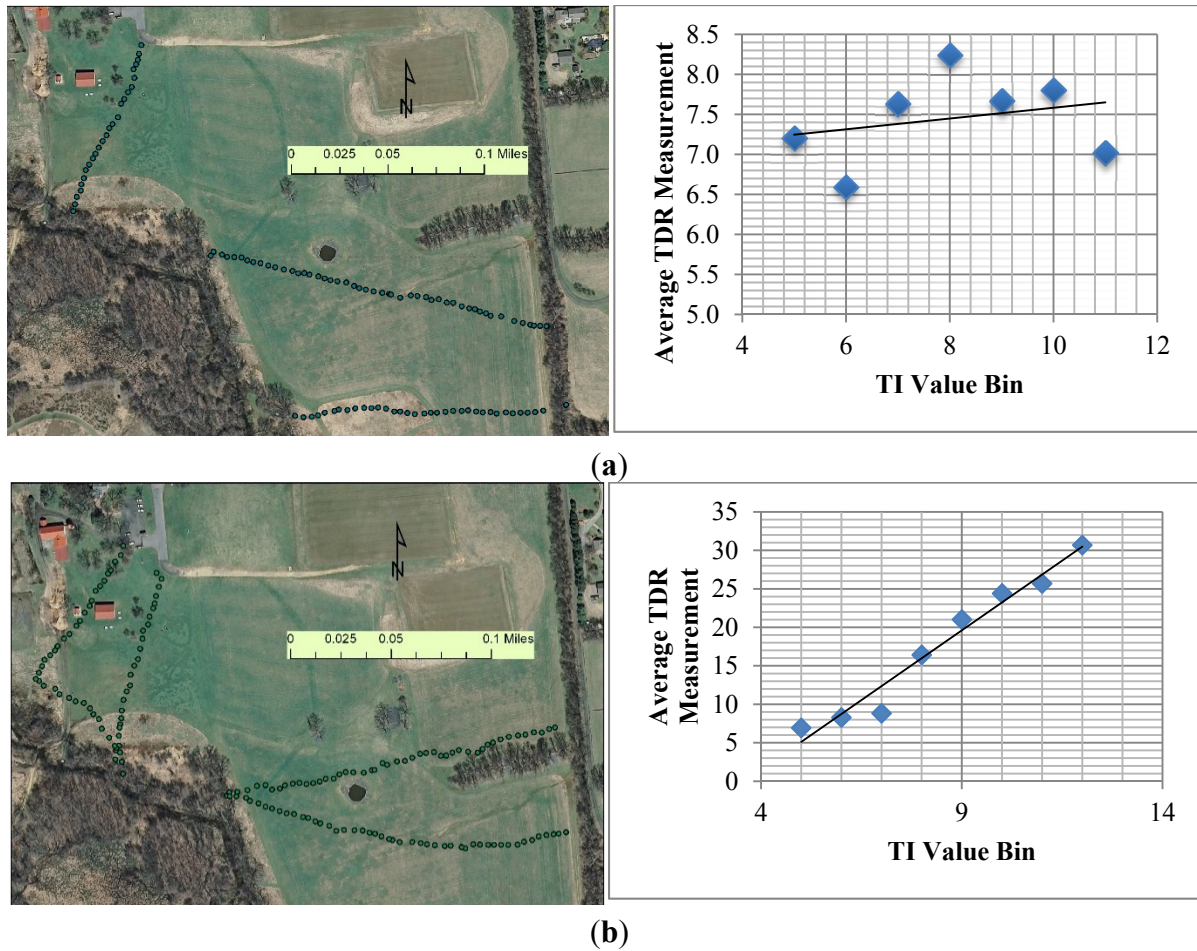 N
0 0.025 0.05 0.1 Miles
Average TDR Measurement
8.5
8.0
7.5
7.0
6.5
6.0
5.5
5.0
4 6 8 10 12
TI Value Bin
(a)
N
0 0.025 0.05 0.1 Miles
Average TDR
Measurement
35
30
25
20
15
10
5
0
4 9 14
TI Value Bin
(b)